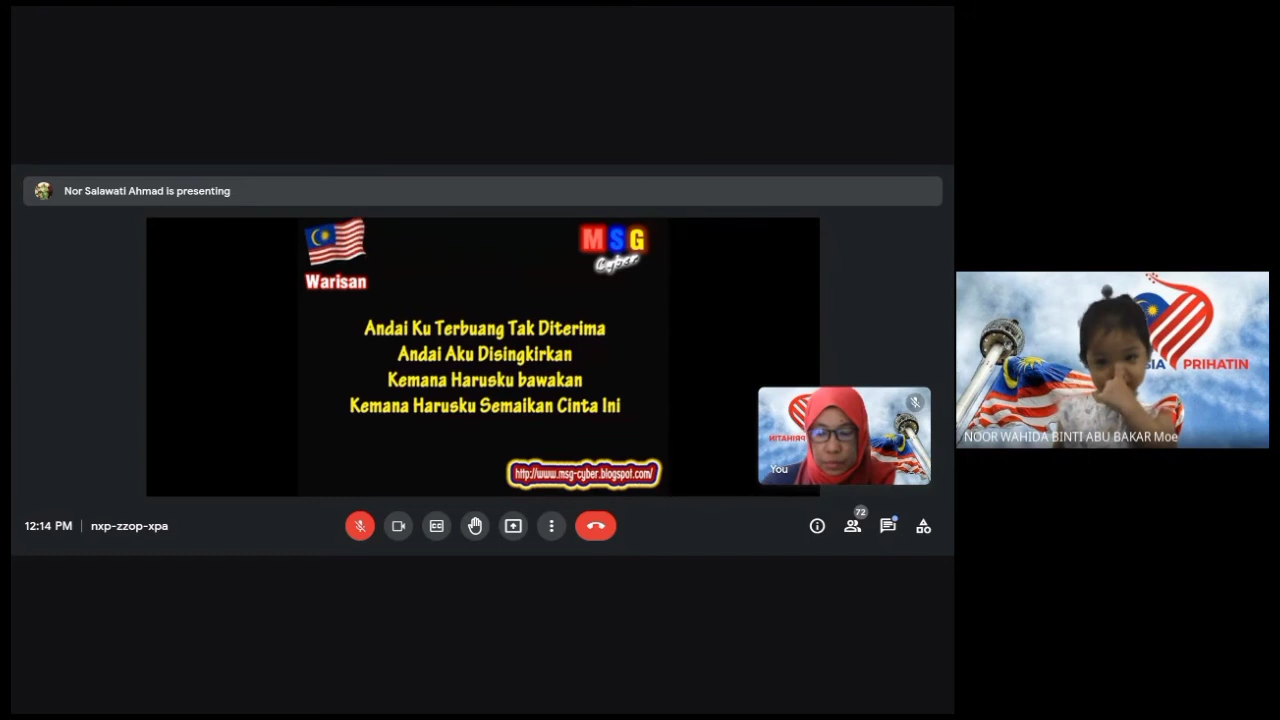 Nor Salawati Ahmad is presenting
Warisan
MSG
Cyber
Andai Ku Terbuang Tak Diterima
Andai Aku Disingkirkan
Kemana Harusku bawakan
Kemana Harusku Semaikan Cinta Ini
http://www.msg-cyber.blogspot.com/
PRIHATIN
You
SIA PRIHATIN
NOOR WAHIDA BINTI ABU BAKAR Moe
12:14 PM
nxp-zzop-xpa
CC
72